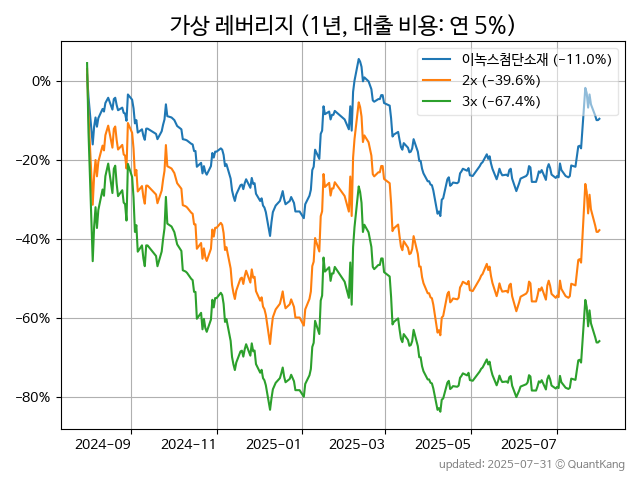 가상 레버리지 (1년, 대출 비용: 연 5%)
이녹스첨단소재 (−11.0%)
2x (−39.6%)
3x (−67.4%)
0%
−20%
−40%
−60%
−80%
2024-09 2024-11 2025-01 2025-03 2025-05 2025-07
updated: 2025-07-31 © QuantKang